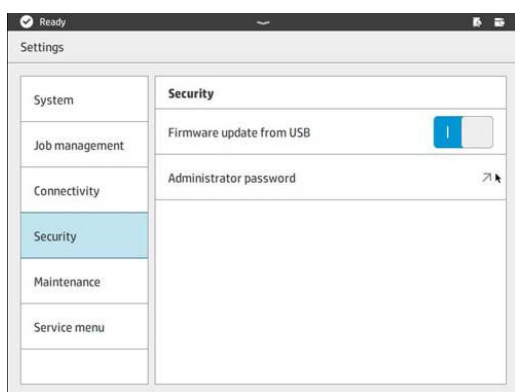 Ready
Settings
System
Job management
Connectivity
Security
Maintenance
Service menu
Security
Firmware update from USB
Administrator password